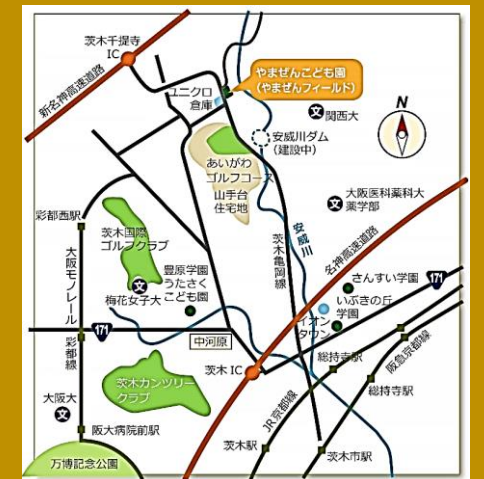 茨木千提寺
IC
新名神高速道路
やまぜんこども園
（やまぜんフィールド）
ユニクロ
倉庫
文
関西大
N
安威川ダム
（建設中）
あいがわ
ゴルフコース
山手台
住宅地
文
大阪医科薬科大
薬学部
彩都西駅
茨木国際
ゴルフクラブ
安威川
名神高速道路
茨木亀岡線
大阪モノレール
彩都線
豊原学園
うたさく
こども園
文
梅花女子大
さんすい学園
171
いぶきの丘
学園
イオン
タウン
171
中河原
茨木IC
総持寺駅
阪急京都線
茨木カンツリー
クラブ
総持寺駅
JR京都線
大阪大
文
阪大病院前駅
茨木駅
茨木市駅
万博記念公園